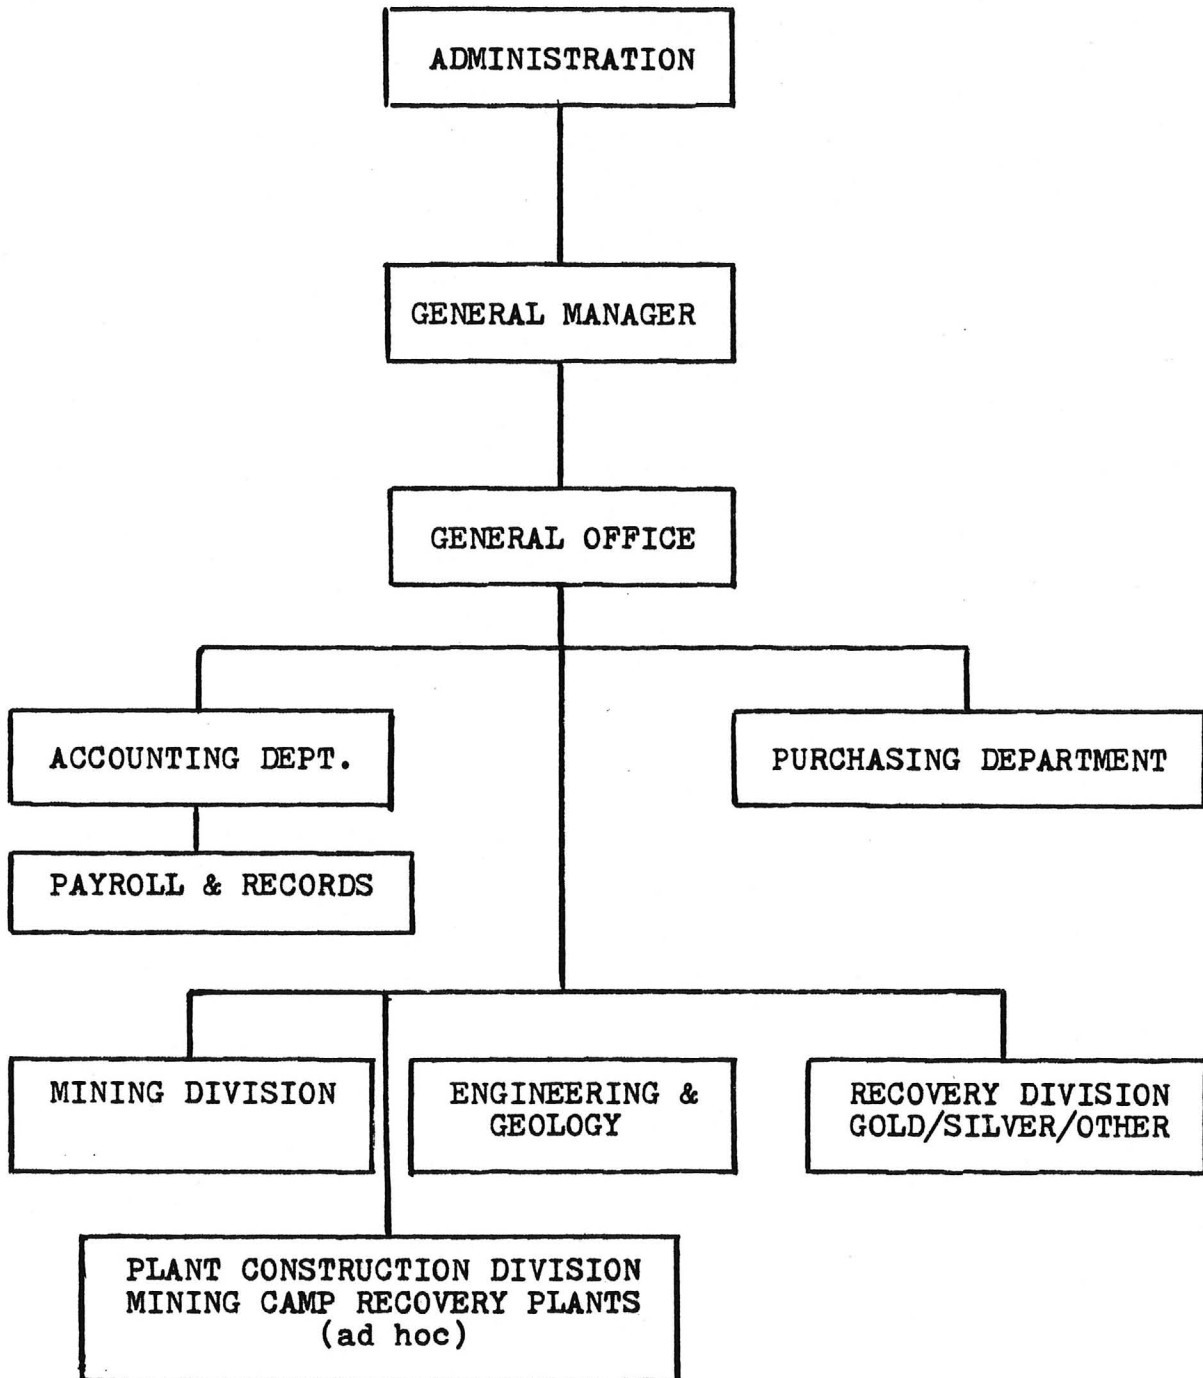 ADMINISTRATION
GENERAL MANAGER
GENERAL OFFICE
ACCOUNTING DEPT.
PURCHASING DEPARTMENT
PAYROLL & RECORDS
MINING DIVISION
ENGINEERING &
GEOLOGY
RECOVERY DIVISION
GOLD/SILVER/OTHER
PLANT CONSTRUCTION DIVISION
MINING CAMP RECOVERY PLANTS
(ad hoc)